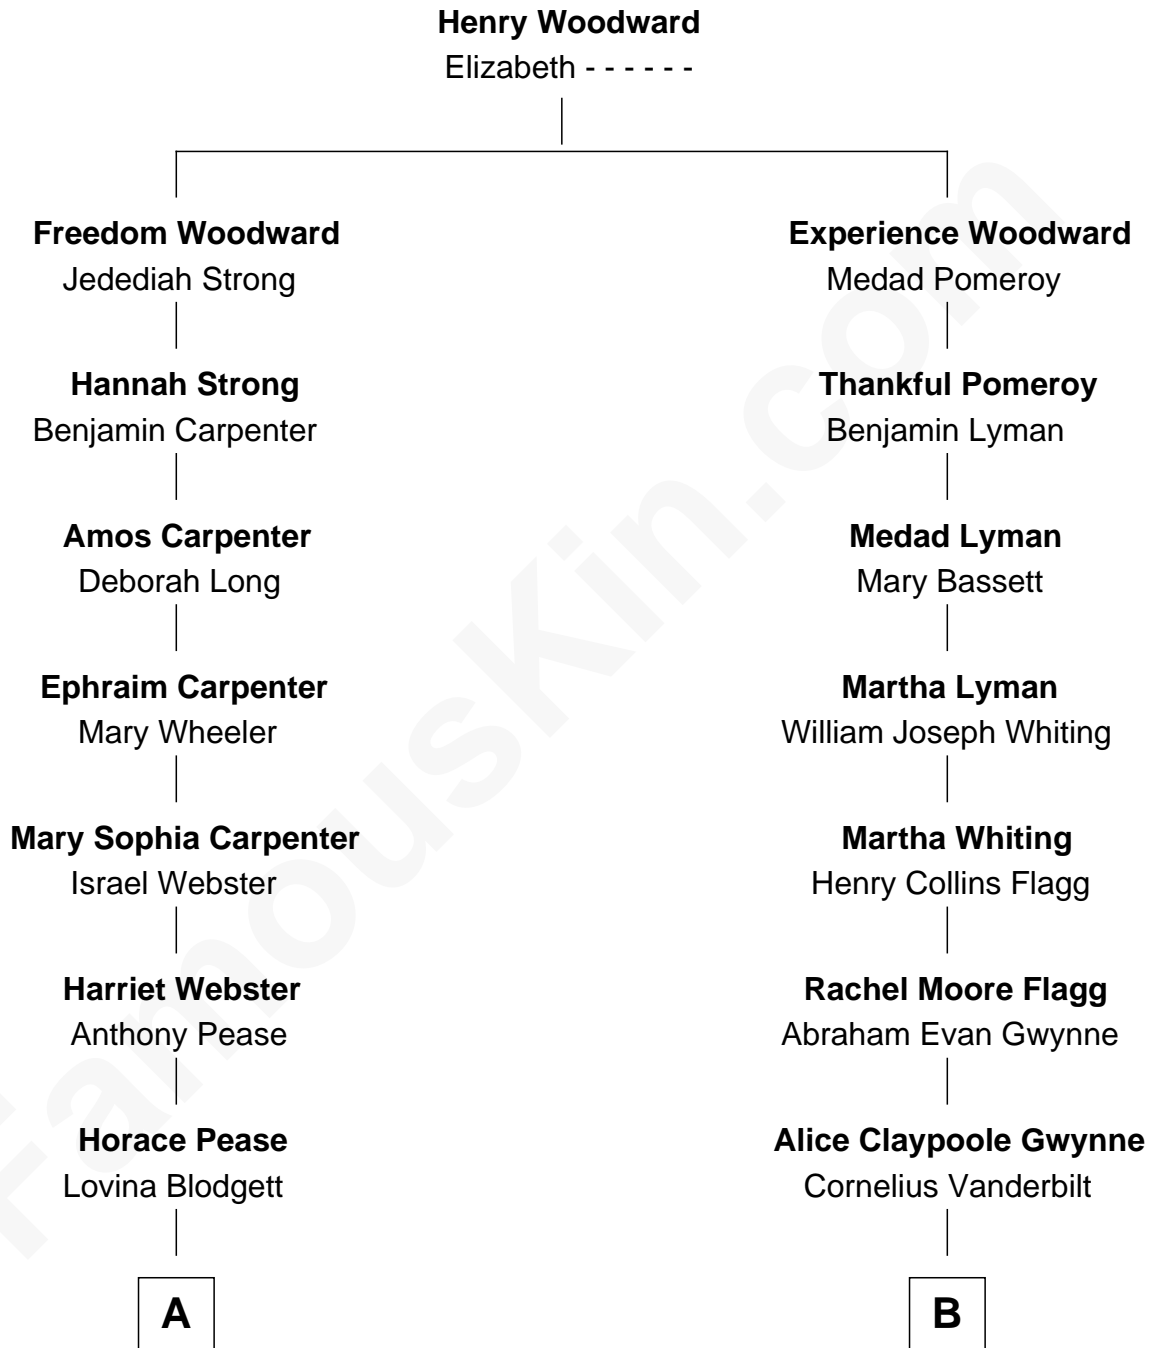 Henry Woodward
Elizabeth - - - - - -
Freedom Woodward
Jedediah Strong
Experience Woodward
Medad Pomeroy
Hannah Strong
Benjamin Carpenter
Thankful Pomeroy
Benjamin Lyman
Amos Carpenter
Deborah Long
Medad Lyman
Mary Bassett
Ephraim Carpenter
Mary Wheeler
Martha Lyman
William Joseph Whiting
Mary Sophia Carpenter
Israel Webster
Martha Whiting
Henry Collins Flagg
Harriet Webster
Anthony Pease
Rachel Moore Flagg
Abraham Evan Gwynne
Horace Pease
Lovina Blodgett
Alice Claypoole Gwynne
Cornelius Vanderbilt
A
B
FamousKin.com